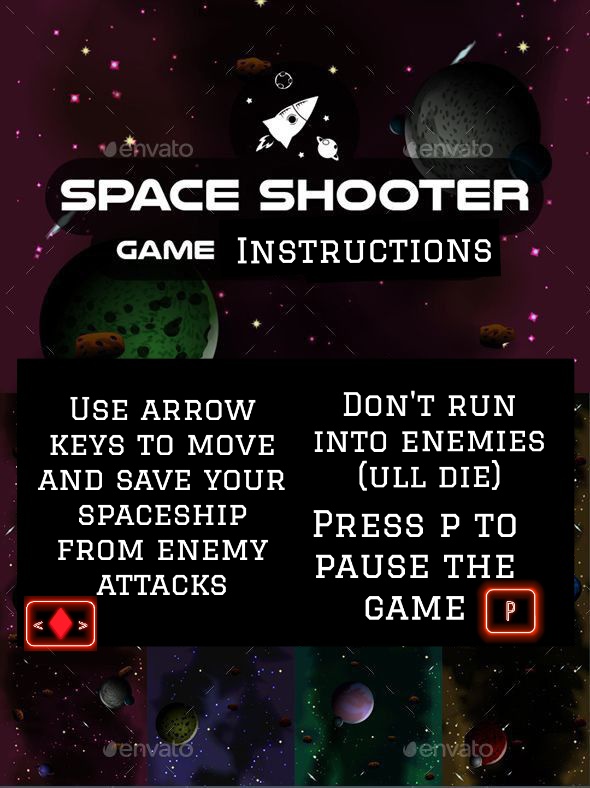 envato
envato
SPACE SHOOTER
GAME INSTRUCTIONS
USE ARROW
KEYS TO MOVE
AND SAVE YOUR
SPACESHIP
FROM ENEMY
ATTACKS
< >
DON'T RUN
INTO ENEMIES
(ULL DIE)
PRESS P TO
PAUSE THE
GAME
P
envato
envato